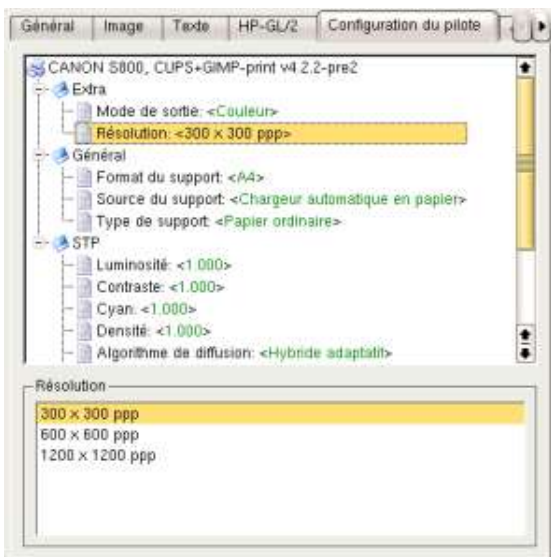 Général Image Texte HP-GL/2 Configuration du pilote
CANON S800, CUPS+GIMP-print v4.2.2-pre2
Extra
Mode de sortie: <Couleur>
Résolution: <300 × 300 ppp>
Général
Format du support: <A4>
Source du support: <Chargeur automatique en papier>
Type de support: <Papier ordinaire>
STP
Luminosité: <1.000>
Contraste: <1.000>
Cyan: <1.000>
Densité: <1.000>
Algorithme de diffusion: <Hybride adaptatif>
Résolution
300 × 300 ppp
600 × 600 ppp
1200 × 1200 ppp